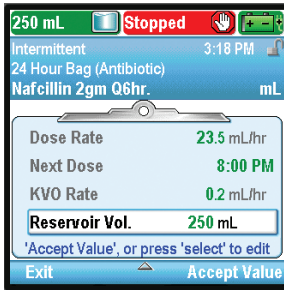 250 mL Stopped
Intermittent 3:18 PM
24 Hour Bag (Antibiotic)
Nafcillin 2gm Q6hr. mL
Dose Rate 23.5 mL/hr
Next Dose 8:00 PM
KVO Rate 0.2 mL/hr
Reservoir Vol. 250 mL
'Accept Value', or press 'select' to edit
Exit Accept Value